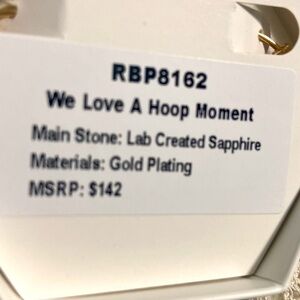 RBP8162
We Love A Hoop Moment
Main Stone: Lab Created Sapphire
Materials: Gold Plating
MSRP: $142